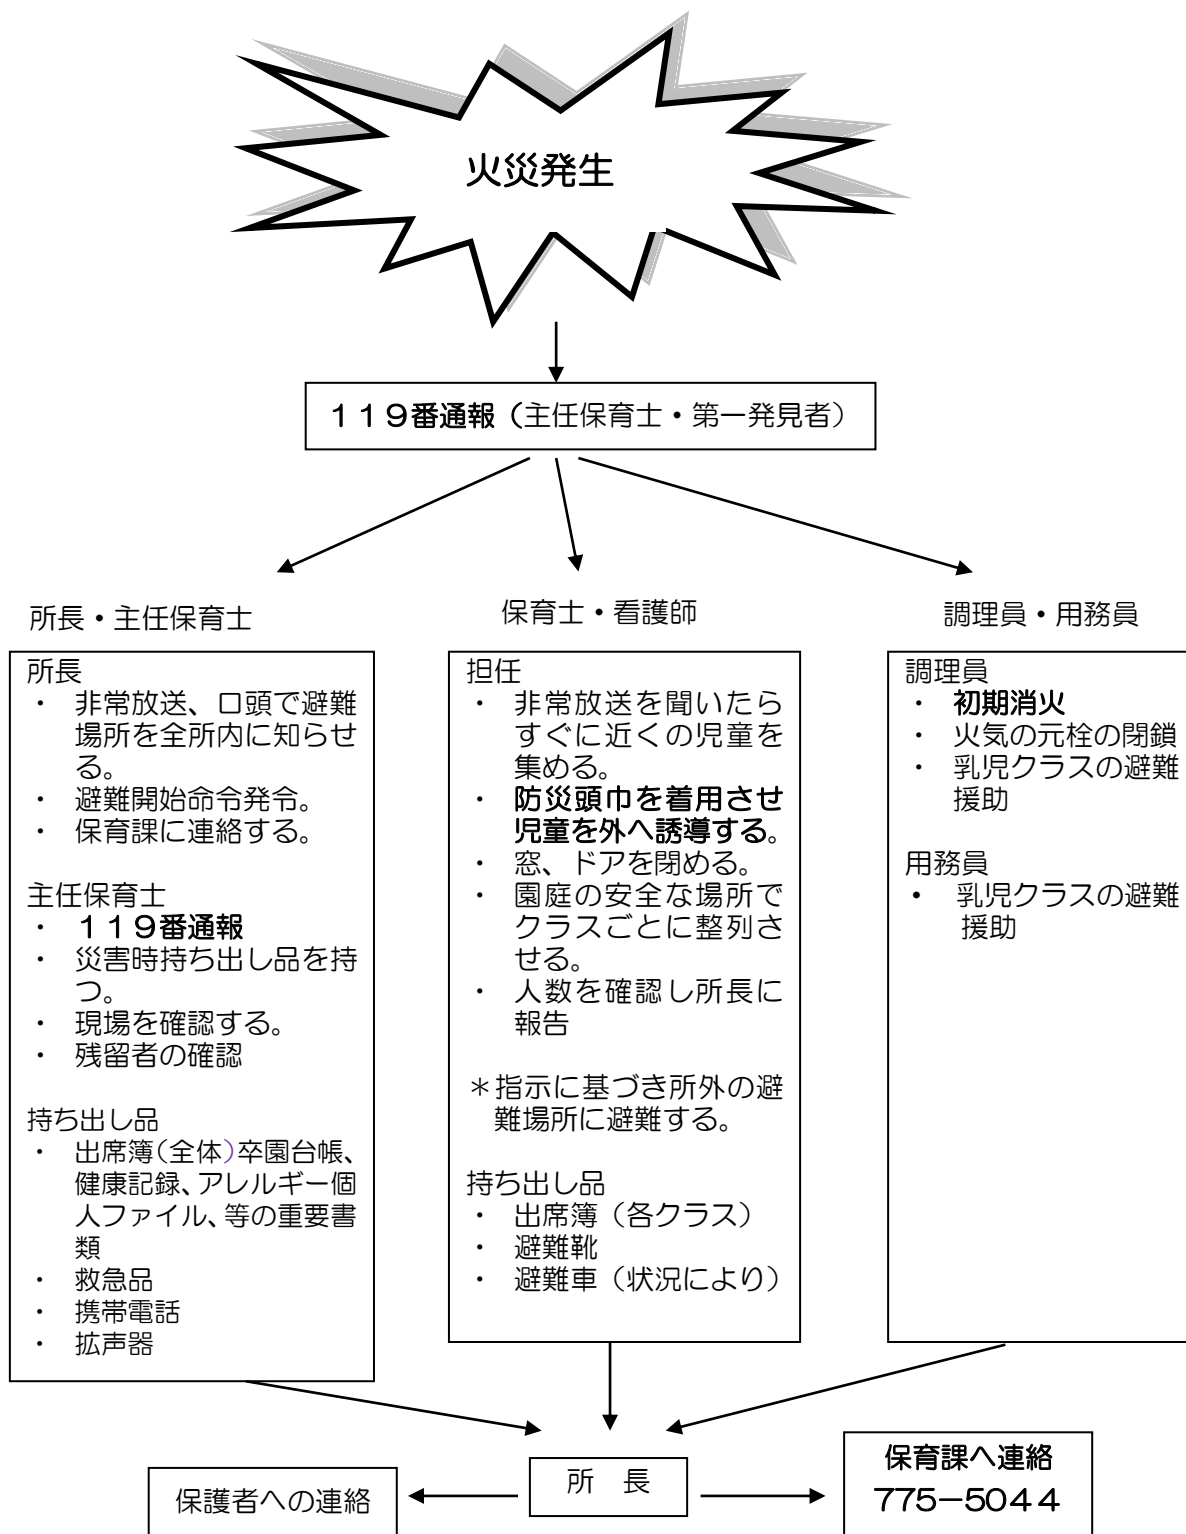 火災発生
１１９番通報（主任保育士・第一発見者）
所長・主任保育士
所長
・ 非常放送、口頭で避難
場所を全所内に知らせ
る。
・ 避難開始命令発令。
・ 保育課に連絡する。
主任保育士
・ １１９番通報
・ 災害時持ち出し品を持
つ。
・ 現場を確認する。
・ 残留者の確認
持ち出し品
・ 出席簿（全体）卒園台帳、
健康記録、アレルギー個
人ファイル、等の重要書
類
・ 救急品
・ 携帯電話
・ 拡声器
保育士・看護師
担任
・ 非常放送を聞いたら
すぐに近くの児童を
集める。
・ 防災頭巾を着用させ
児童を外へ誘導する。
・ 窓、ドアを閉める。
・ 園庭の安全な場所で
クラスごとに整列さ
せる。
・ 人数を確認し所長に
報告
＊指示に基づき所外の避
難場所に避難する。
持ち出し品
・ 出席簿（各クラス）
・ 避難靴
・ 避難車（状況により）
調理員・用務員
調理員
・ 初期消火
・ 火気の元栓の閉鎖
・ 乳児クラスの避難
援助
用務員
・ 乳児クラスの避難
援助
保護者への連絡
所　長
保育課へ連絡
775－5044